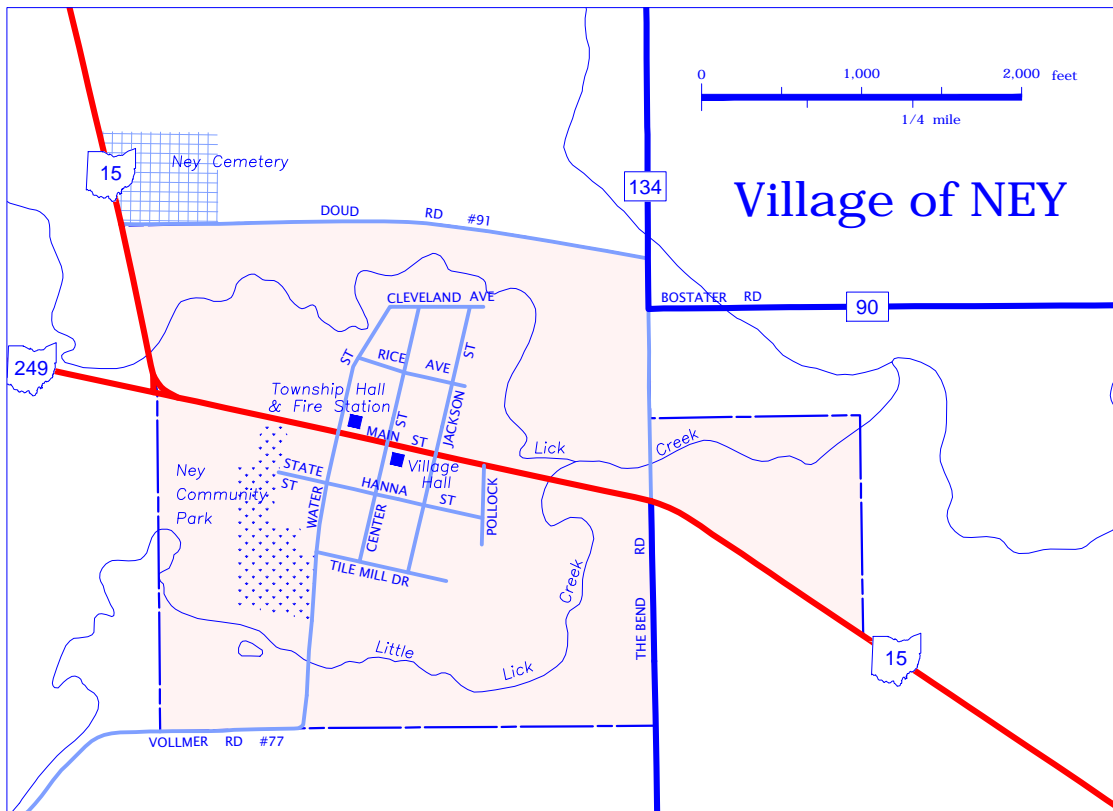 0 1,000 2,000 feet
1/4 mile
Village of NEY
15
Ney Cemetery
134
DOUD RD #91
BOSTATER RD
90
CLEVELAND AVE
ST
RICE AVE
ST
249
Township Hall
& Fire Station
ST
JACKSON
MAIN ST
Lick
Creek
Village
Hall
Ney
Community
Park
STATE
ST
HANNA
ST
WATER
CENTER
POLLOCK
RD
TILE MILL DR
Creek
THE BEND
Little
Lick
15
VOLLMER RD #77